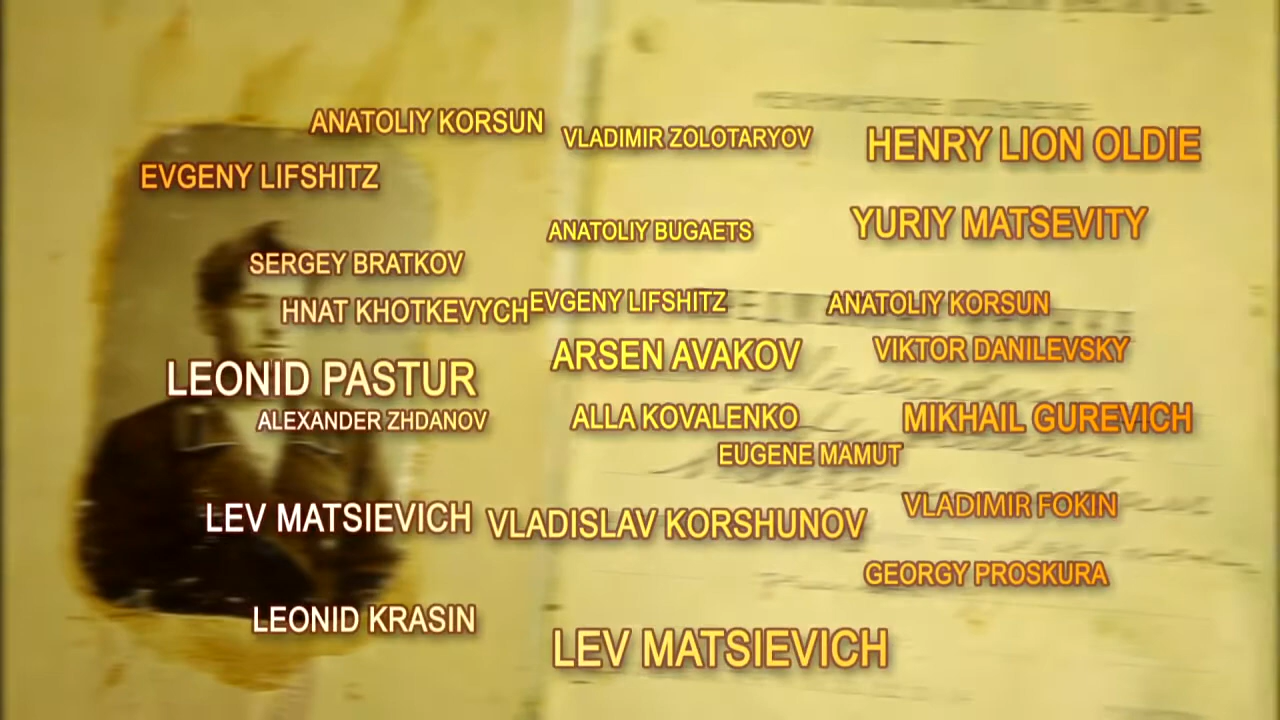 ANATOLIY KORSUN
VLADIMIR ZOLOTARYOV
HENRY LION OLDIE
EVGENY LIFSHITZ
ANATOLIY BUGAETS
YURIY MATSEVITY
SERGEY BRATKOV
HNAT KHOTKEVYCH
EVGENY LIFSHITZ
ANATOLIY KORSUN
ARSEN AVAKOV
VIKTOR DANILEVSKY
LEONID PASTUR
ALEXANDER ZHDANOV
ALLA KOVALENKO
MIKHAIL GUREVICH
EUGENE MAMUT
LEV MATSIEVICH
VLADISLAV KORSHUNOV
VLADIMIR FOKIN
GEORGY PROSKURA
LEONID KRASIN
LEV MATSIEVICH